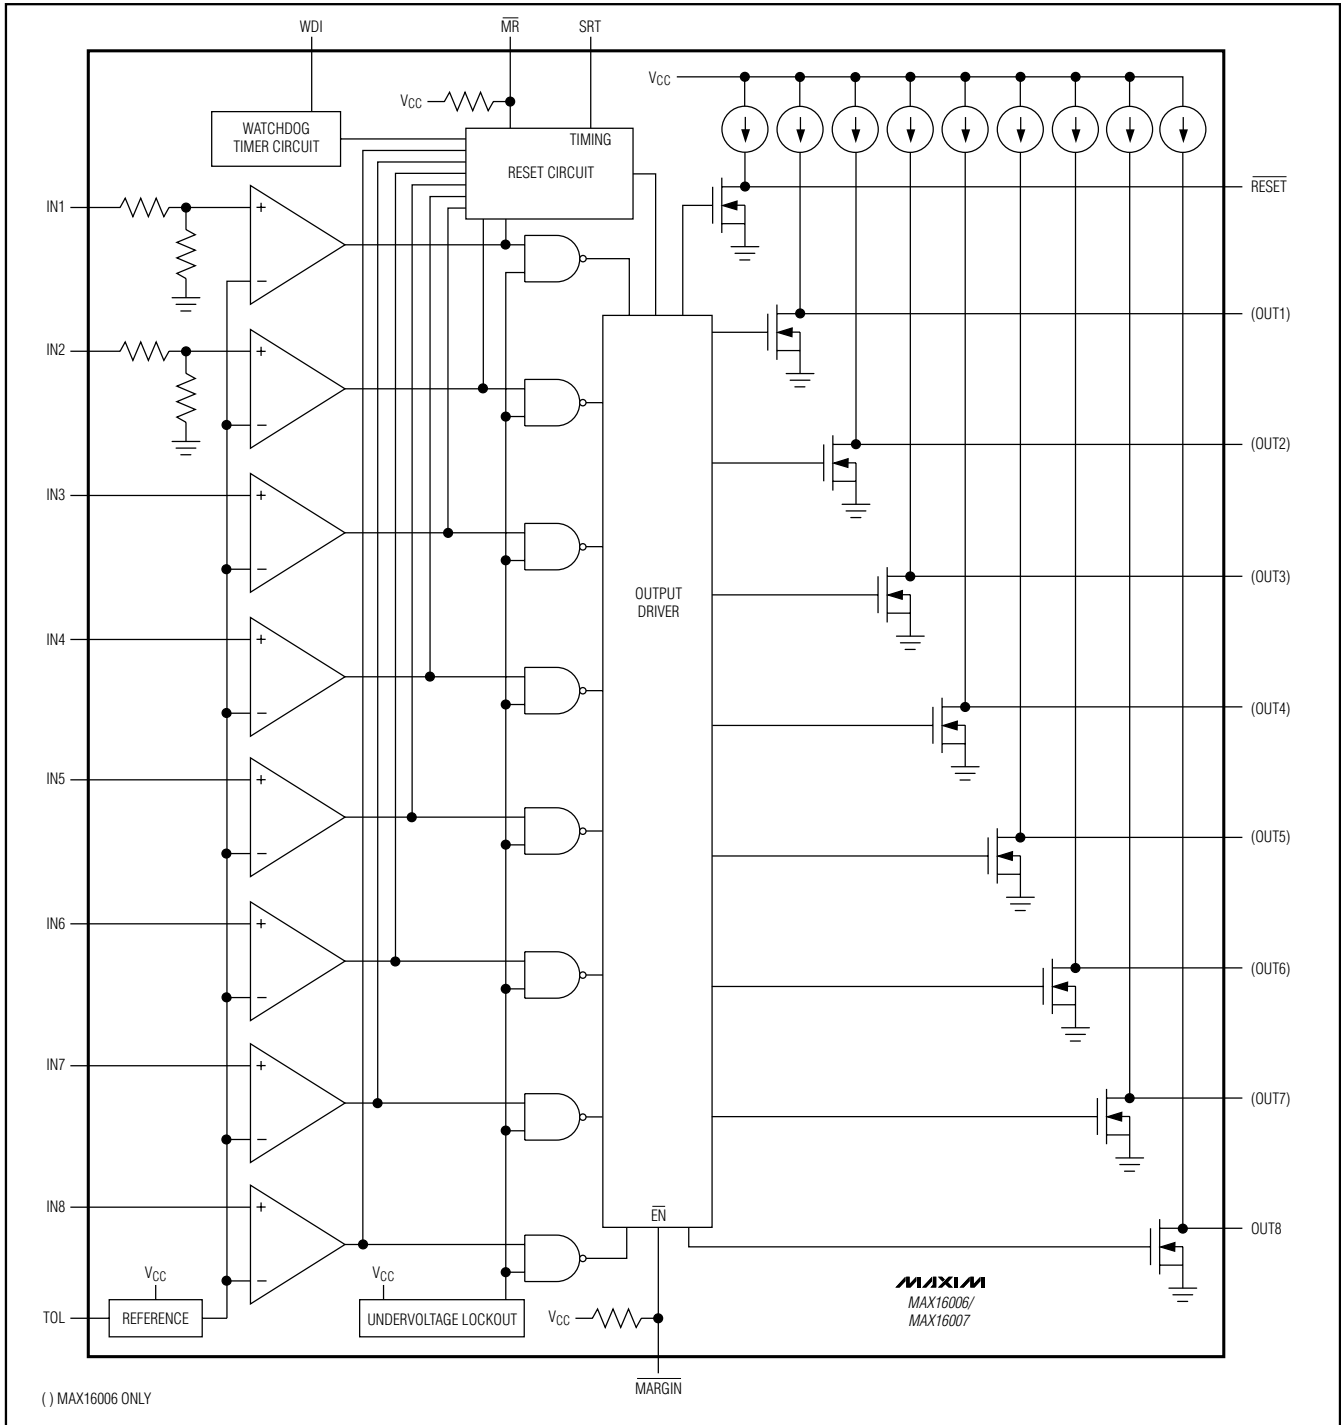 WDI
MR
SRT
VCC
VCC
WATCHDOG
TIMER CIRCUIT
TIMING
RESET CIRCUIT
RESET
IN1
+
−
(OUT1)
IN2
+
−
(OUT2)
IN3
+
−
(OUT3)
OUTPUT
DRIVER
IN4
+
−
(OUT4)
IN5
+
−
(OUT5)
IN6
+
−
(OUT6)
IN7
+
−
(OUT7)
IN8
+
−
EN
OUT8
VCC
VCC
TOL
REFERENCE
UNDERVOLTAGE LOCKOUT
VCC
MAXIM
MAX16006/
MAX16007
MARGIN
( ) MAX16006 ONLY